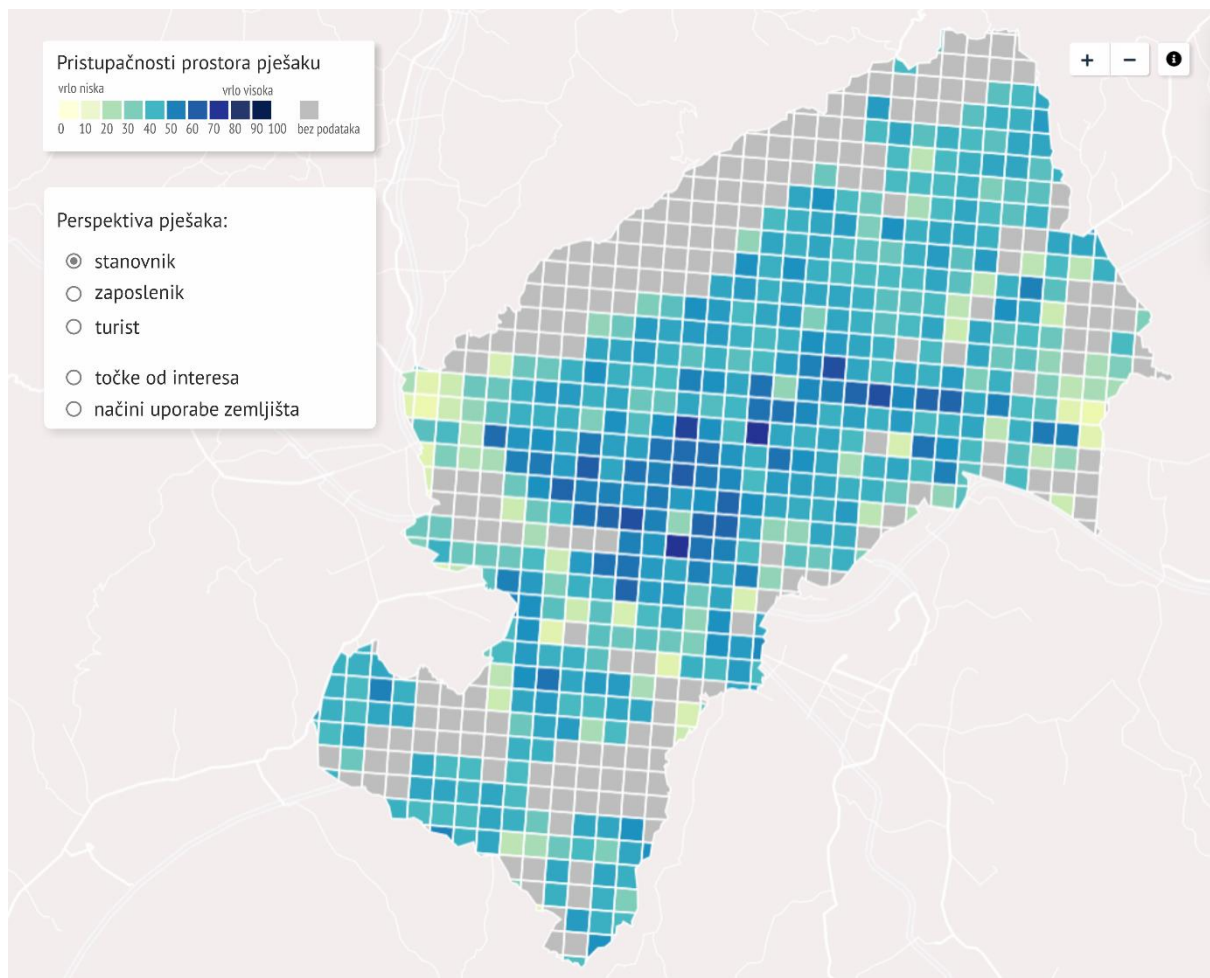 Pristupačnosti prostora pješaku
vrlo niska vrlo visoka
0 10 20 30 40 50 60 70 80 90 100 bez podataka
+ − i
Perspektiva pješaka:
stanovnik
zaposlenik
turist
točke od interesa
načini uporabe zemljišta